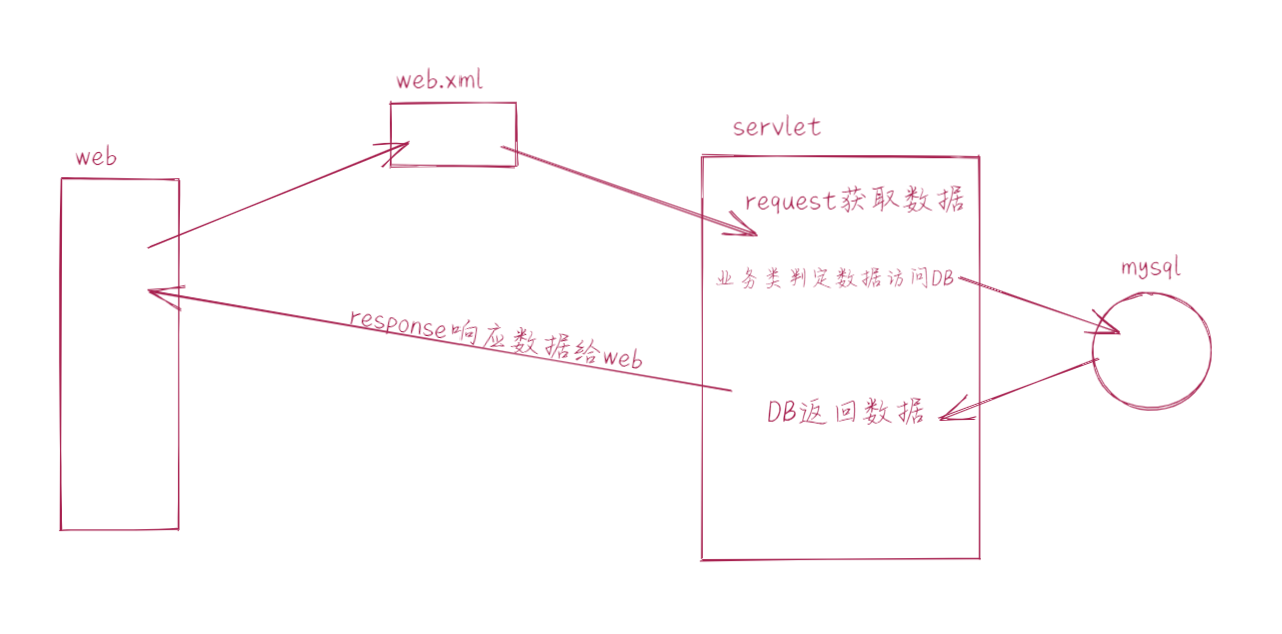 web.xml
servlet
web
request获取数据
业务类判定数据访问DB
mysql
response响应数据给web
DB返回数据